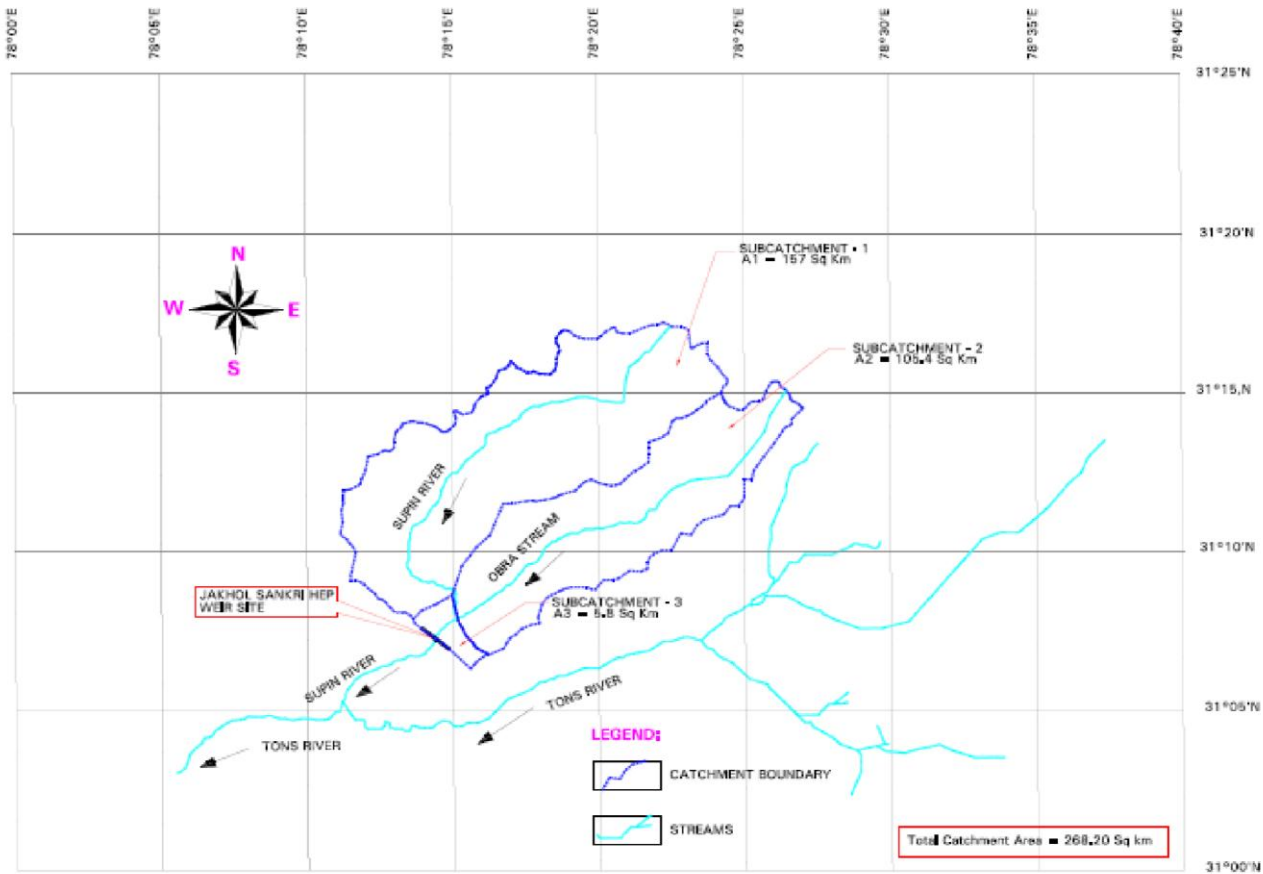 78°00'E
78°05'E
78°10'E
78°15'E
78°20'E
78°25'E
78°30'E
78°35'E
78°40'E
31°25'N
31°20'N
N
W
E
S
SUBCATCHMENT - 1
A1 = 157 Sq Km
SUBCATCHMENT - 2
A2 = 105.4 Sq Km
31°15'N
SUPIN RIVER
OBRA STREAM
31°10'N
JAKHOL SANKRI HEP
WEIR SITE
SUBCATCHMENT - 3
A3 = 5.8 Sq Km
SUPIN RIVER
TONS RIVER
31°05'N
TONS RIVER
LEGEND:
CATCHMENT BOUNDARY
STREAMS
Total Catchment Area = 268.20 Sq km
31°00'N